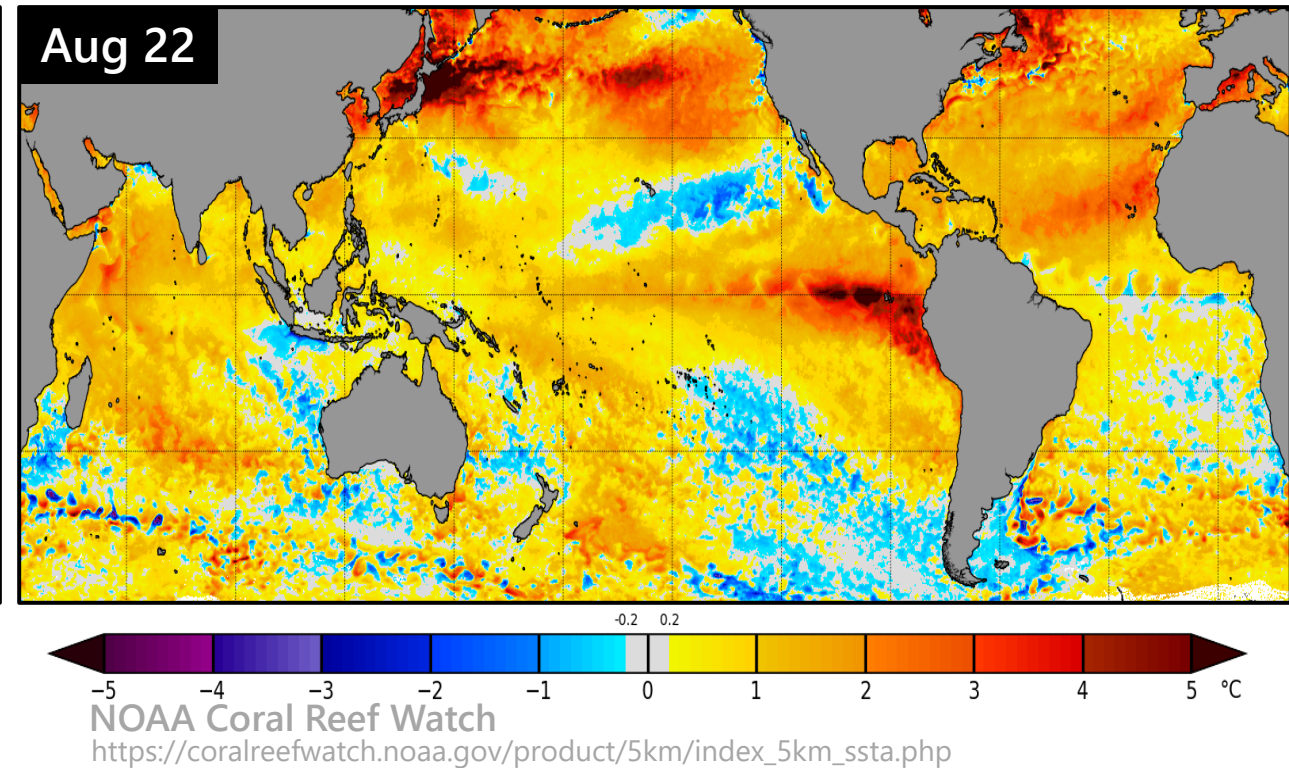 Aug 22
-0.2 0.2
−5 −4 −3 −2 −1 0 1 2 3 4 5 °C
NOAA Coral Reef Watch
https://coralreefwatch.noaa.gov/product/5km/index_5km_ssta.php